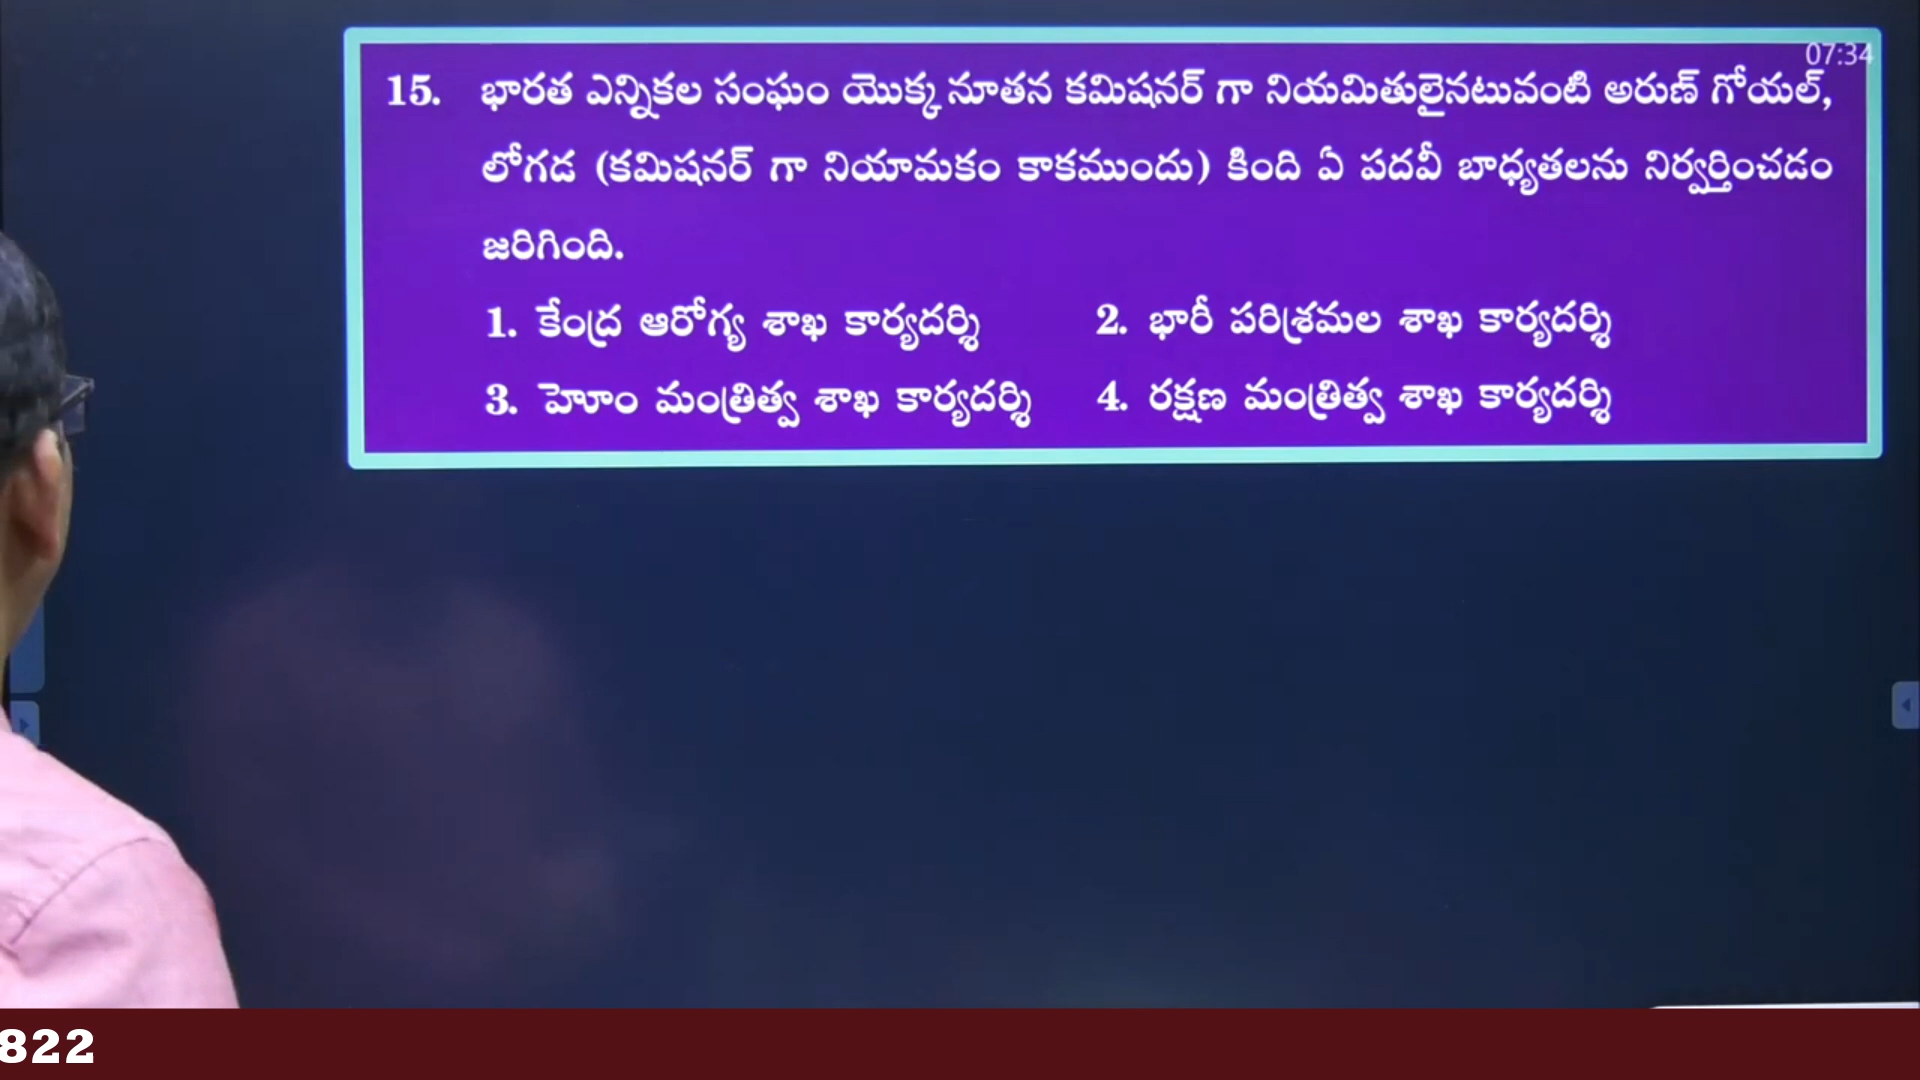 07:34
15. భారత ఎన్నికల సంఘం యొక్క నూతన కమిషనర్ గా నియమితులైనటువంటి అరుణ్ గోయల్,
లోగడ (కమిషనర్ గా నియామకం కాకముందు) కింది ఏ పదవీ బాధ్యతలను నిర్వర్తించడం
జరిగింది.
1. కేంద్ర ఆరోగ్య శాఖ కార్యదర్శి 2. భారీ పరిశ్రమల శాఖ కార్యదర్శి
3. హెూం మంత్రిత్వ శాఖ కార్యదర్శి 4. రక్షణ మంత్రిత్వ శాఖ కార్యదర్శి
822